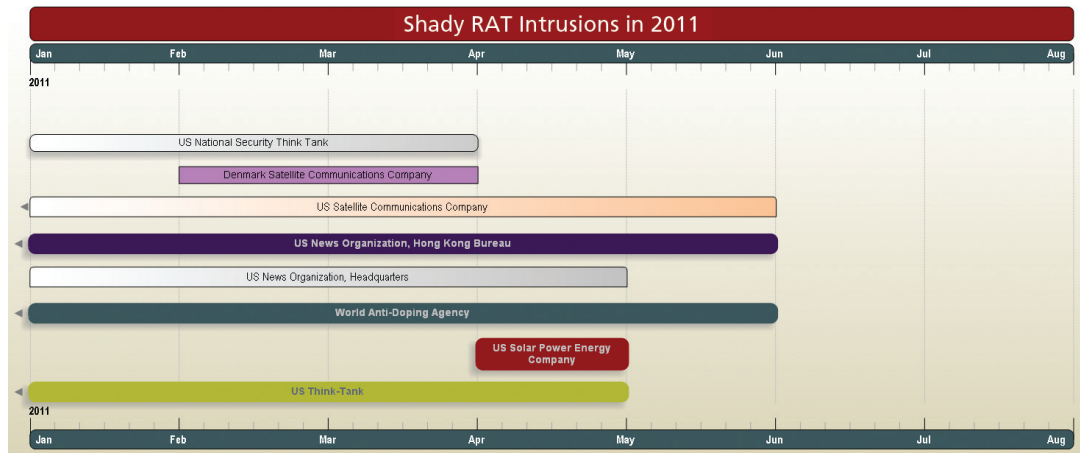 Shady RAT Intrusions in 2011
Jan Feb Mar Apr May Jun Jul Aug
2011
US National Security Think Tank
Denmark Satellite Communications Company
US Satellite Communications Company
US News Organization, Hong Kong Bureau
US News Organization, Headquarters
World Anti-Doping Agency
US Solar Power Energy
Company
US Think-Tank
2011
Jan Feb Mar Apr May Jun Jul Aug